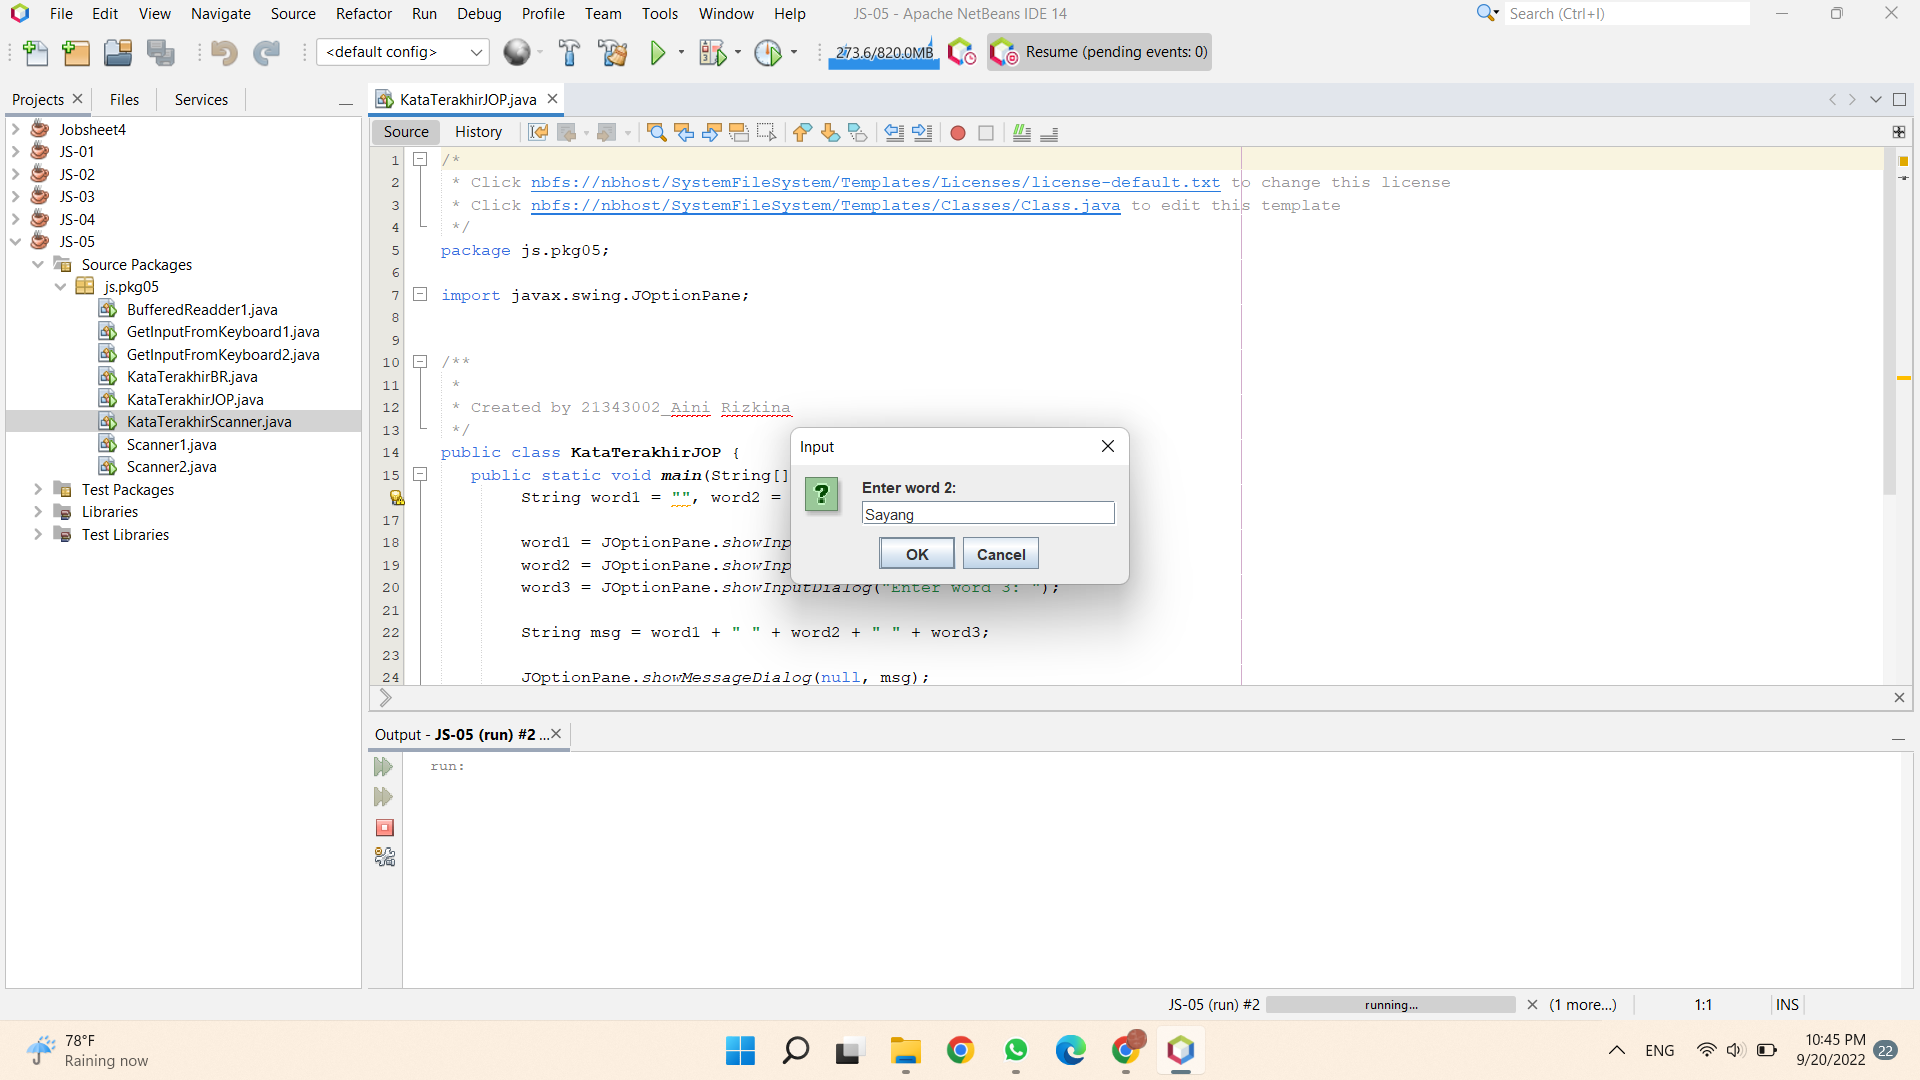 File Edit View Navigate Source Refactor Run Debug Profile Team Tools Window Help JS-05 - Apache NetBeans IDE 14 Search (Ctrl+I)
<default config> 273.6/820.0MB Resume (pending events: 0)
Projects Files Services
KataTerakhirJOP.java
Jobsheet4
JS-01
JS-02
JS-03
JS-04
JS-05
Source Packages
js.pkg05
BufferedReadder1.java
GetInputFromKeyboard1.java
GetInputFromKeyboard2.java
KataTerakhirBR.java
KataTerakhirJOP.java
KataTerakhirScanner.java
Scanner1.java
Scanner2.java
Test Packages
Libraries
Test Libraries
Source History
1 /*
2 * Click nbfs://nbhost/SystemFileSystem/Templates/Licenses/license-default.txt to change this license
3 * Click nbfs://nbhost/SystemFileSystem/Templates/Classes/Class.java to edit this template
4 */
5 package js.pkg05;
6
7 import javax.swing.JOptionPane;
8
9
10 /**
11 *
12 * Created by 21343002_Aini Rizkina
13 */
14 public class KataTerakhirJOP {
15 public static void main(String[]
String word1 = "", word2 =
17
18 word1 = JOptionPane.showInp
19 word2 = JOptionPane.showInp
20 word3 = JOptionPane.showInputDialog("Enter word 3: ");
21
22 String msg = word1 + " " + word2 + " " + word3;
23
24 JOptionPane.showMessageDialog(null, msg);
Input
Enter word 2:
Sayang
OK Cancel
Output - JS-05 (run) #2 ...
run:
JS-05 (run) #2 running... (1 more...) 1:1 INS
78°F
Raining now
ENG
10:45 PM
9/20/2022
22